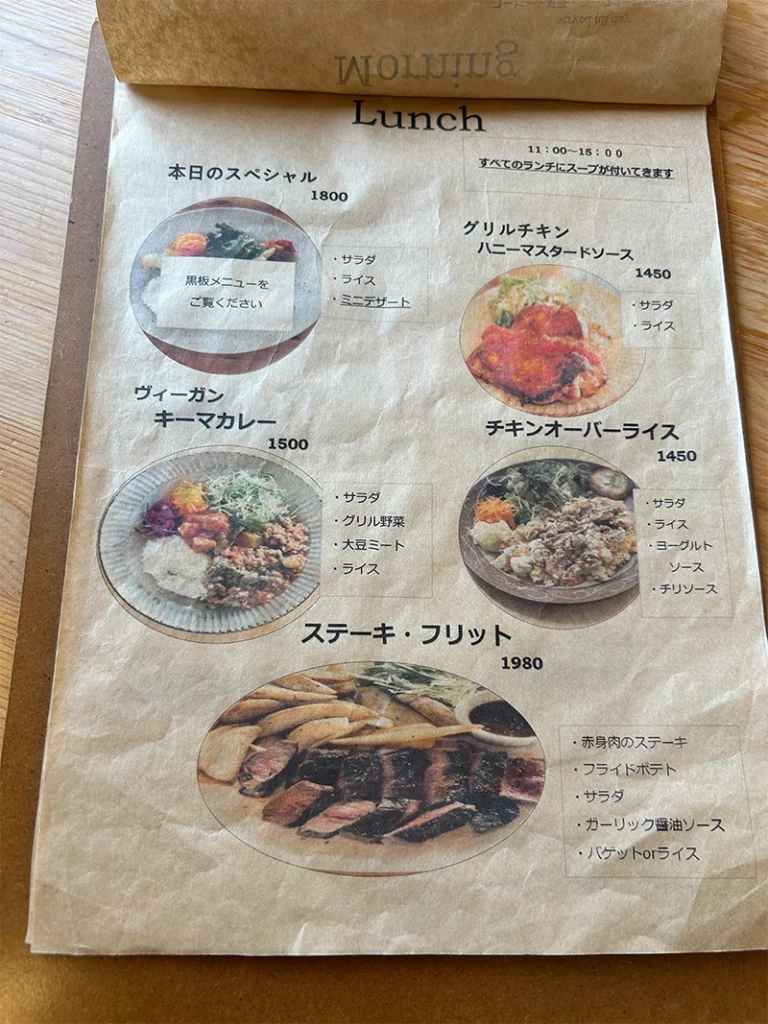 Morning
Lunch
11：00～15：00
すべてのランチにスープが付いてきます
本日のスペシャル
1800
黒板メニューを
ご覧ください
・サラダ
・ライス
・ミニデザート
グリルチキン
ハニーマスタードソース
1450
・サラダ
・ライス
ヴィーガン
キーマカレー
1500
・サラダ
・グリル野菜
・大豆ミート
・ライス
チキンオーバーライス
1450
・サラダ
・ライス
・ヨーグルト
ソース
・チリソース
ステーキ・フリット
1980
・赤身肉のステーキ
・フライドポテト
・サラダ
・ガーリック醤油ソース
・バゲットorライス